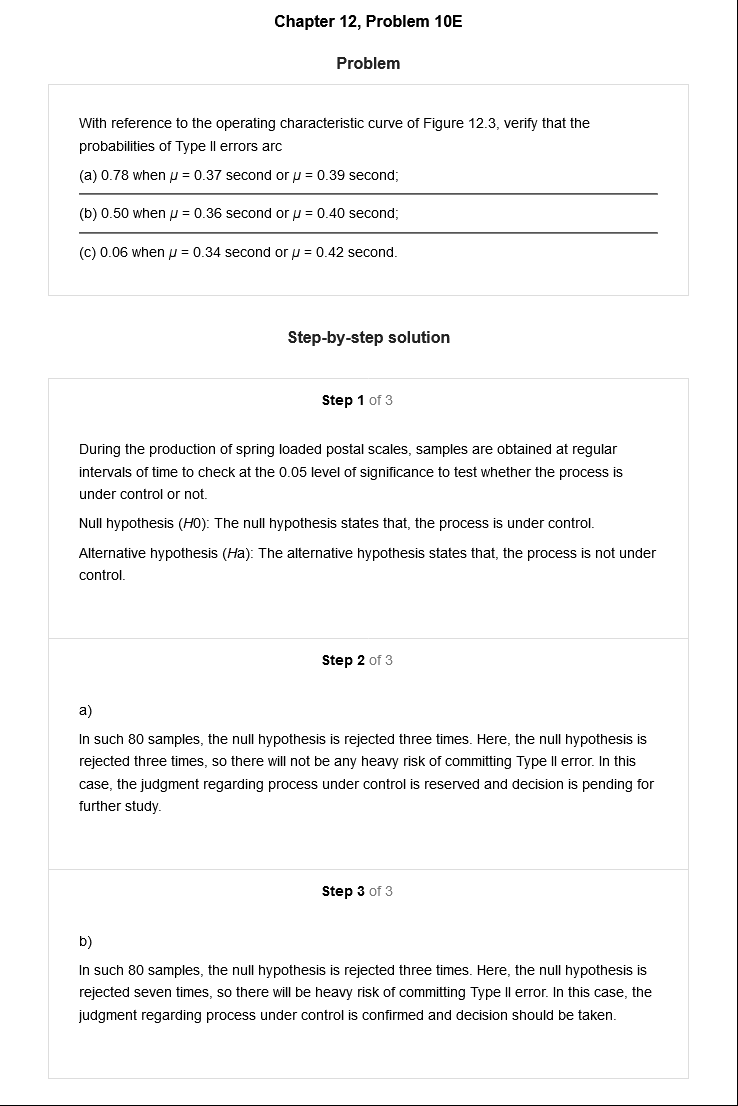 Chapter 12, Problem 10E
Problem
With reference to the operating characteristic curve of Figure 12.3, verify that the
probabilities of Type II errors arc
(a) 0.78 when μ = 0.37 second or μ = 0.39 second;
(b) 0.50 when μ = 0.36 second or μ = 0.40 second;
(c) 0.06 when μ = 0.34 second or μ = 0.42 second.
Step-by-step solution
Step 1 of 3
During the production of spring loaded postal scales, samples are obtained at regular
intervals of time to check at the 0.05 level of significance to test whether the process is
under control or not.
Null hypothesis (H0): The null hypothesis states that, the process is under control.
Alternative hypothesis (Ha): The alternative hypothesis states that, the process is not under
control.
Step 2 of 3
a)
In such 80 samples, the null hypothesis is rejected three times. Here, the null hypothesis is
rejected three times, so there will not be any heavy risk of committing Type II error. In this
case, the judgment regarding process under control is reserved and decision is pending for
further study.
Step 3 of 3
b)
In such 80 samples, the null hypothesis is rejected three times. Here, the null hypothesis is
rejected seven times, so there will be heavy risk of committing Type II error. In this case, the
judgment regarding process under control is confirmed and decision should be taken.